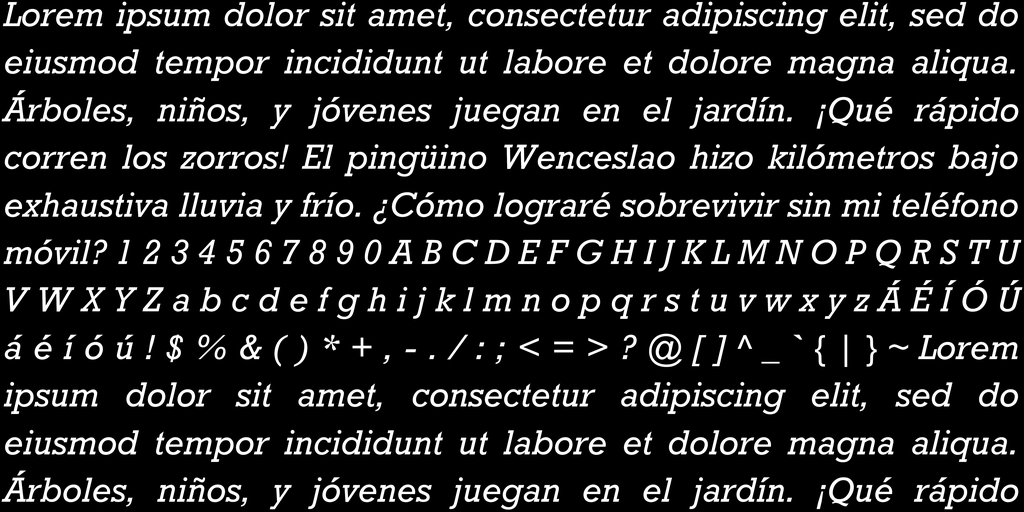 Lorem ipsum dolor sit amet, consectetur adipiscing elit, sed do
eiusmod tempor incididunt ut labore et dolore magna aliqua.
Árboles, niños, y jóvenes juegan en el jardín. ¡Qué rápido
corren los zorros! El pingüino Wenceslao hizo kilómetros bajo
exhaustiva lluvia y frío. ¿Cómo lograré sobrevivir sin mi teléfono
móvil? 1 2 3 4 5 6 7 8 9 0 A B C D E F G H I J K L M N O P Q R S T U
V W X Y Z a b c d e f g h i j k l m n o p q r s t u v w x y z Á É Í Ó Ú
á é í ó ú ! $ % & ( ) * + , - . / : ; < = > ? @ [ ] ^ _ ` { | } ~ Lorem
ipsum dolor sit amet, consectetur adipiscing elit, sed do
eiusmod tempor incididunt ut labore et dolore magna aliqua.
Árboles, niños, y jóvenes juegan en el jardín. ¡Qué rápido